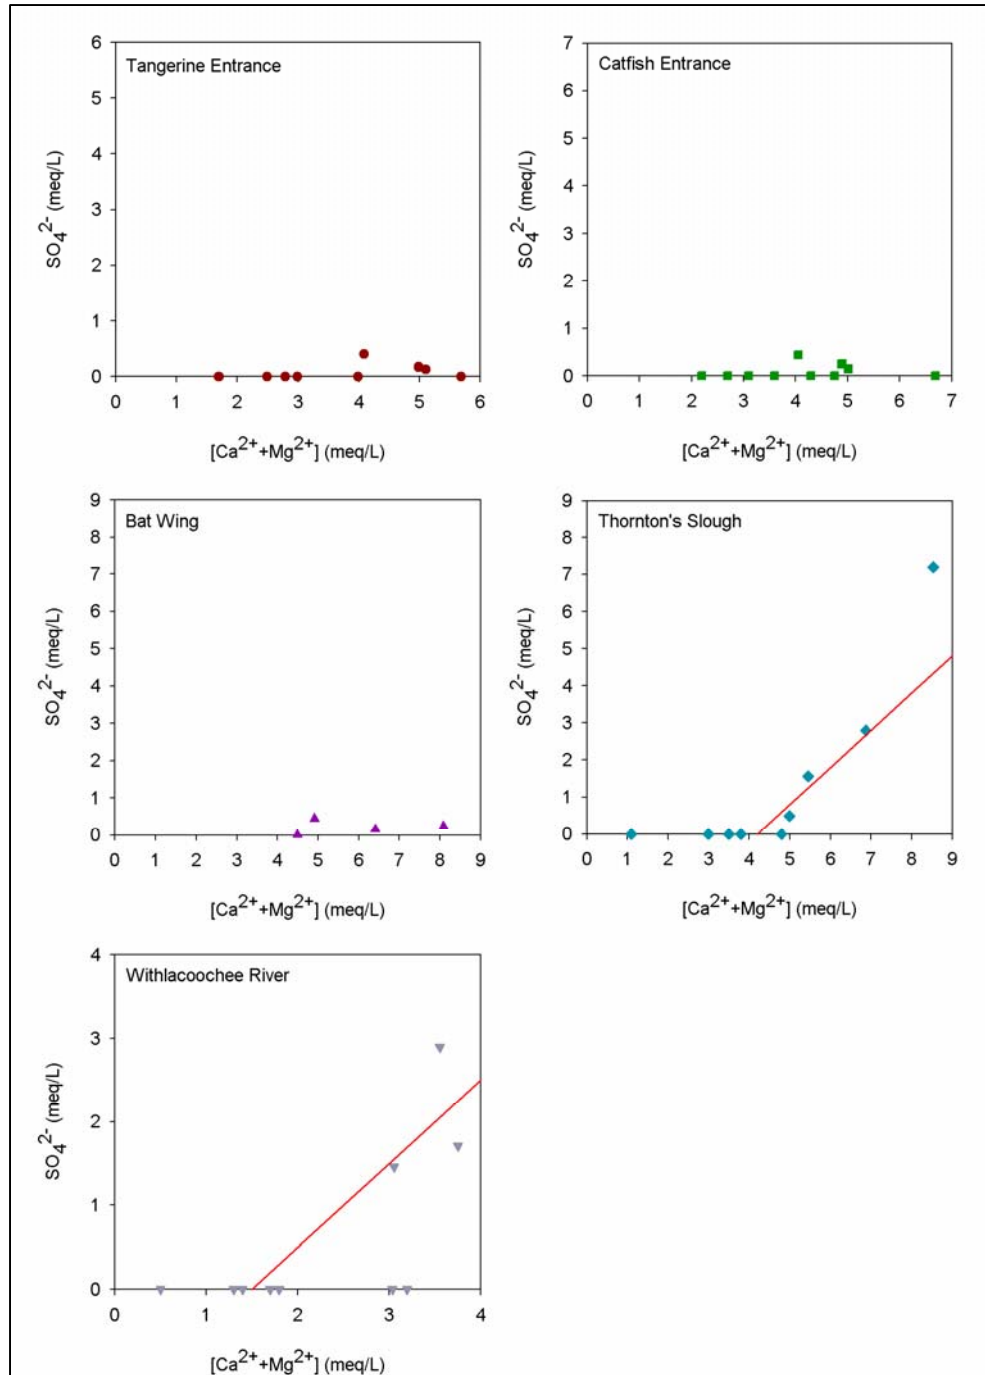 Tangerine Entrance
SO₄²⁻ (meq/L)
6
5
4
3
2
1
0
0 1 2 3 4 5 6
[Ca²⁺+Mg²⁺] (meq/L)
Catfish Entrance
SO₄²⁻ (meq/L)
7
6
5
4
3
2
1
0
0 1 2 3 4 5 6 7
[Ca²⁺+Mg²⁺] (meq/L)
Bat Wing
SO₄²⁻ (meq/L)
9
8
7
6
5
4
3
2
1
0
0 1 2 3 4 5 6 7 8 9
[Ca²⁺+Mg²⁺] (meq/L)
Thornton's Slough
SO₄²⁻ (meq/L)
9
8
7
6
5
4
3
2
1
0
0 1 2 3 4 5 6 7 8 9
[Ca²⁺+Mg²⁺] (meq/L)
Withlacoochee River
SO₄²⁻ (meq/L)
4
3
2
1
0
0 1 2 3 4
[Ca²⁺+Mg²⁺] (meq/L)